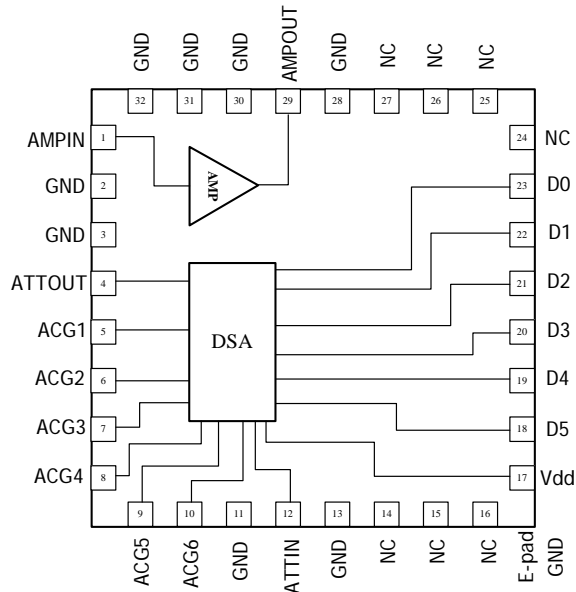 GND GND GND AMPOUT GND NC NC NC
32 31 30 29 28 27 26 25
AMPIN 1
GND 2
GND 3
ATTOUT 4
ACG1 5
ACG2 6
ACG3 7
ACG4 8
AMP
DSA
24 NC
23 D0
22 D1
21 D2
20 D3
19 D4
18 D5
17 Vdd
9 10 11 12 13 14 15 16
ACG5 ACG6 GND ATTIN GND NC NC NC
E-pad
GND